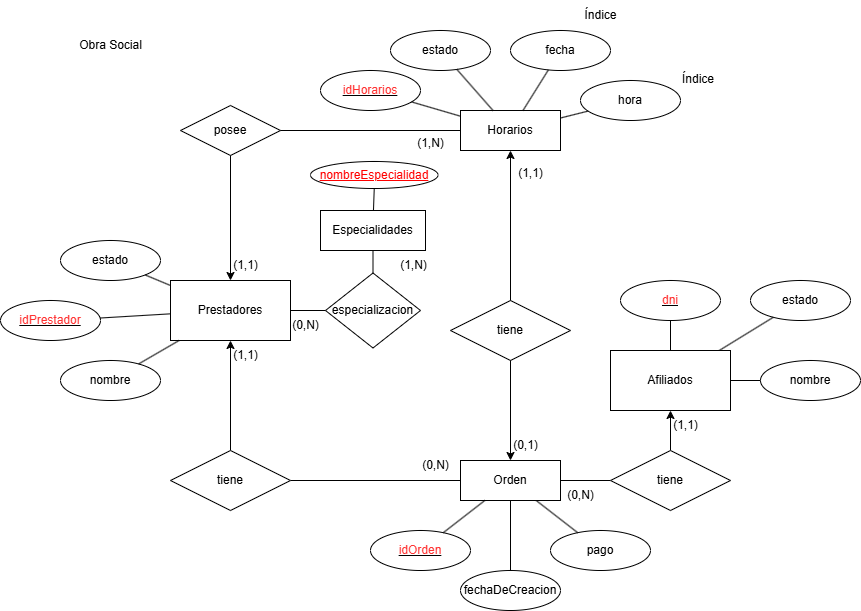 Índice
Obra Social
estado
fecha
Índice
idHorarios
hora
posee
Horarios
(1,N)
nombreEspecialidad
(1,1)
Especialidades
estado
(1,1)
(1,N)
idPrestador
Prestadores
especializacion
(0,N)
dni
estado
tiene
(1,1)
nombre
Afiliados
nombre
(0,1)
(1,1)
(0,N)
tiene
Orden
(0,N)
tiene
idOrden
pago
fechaDeCreacion